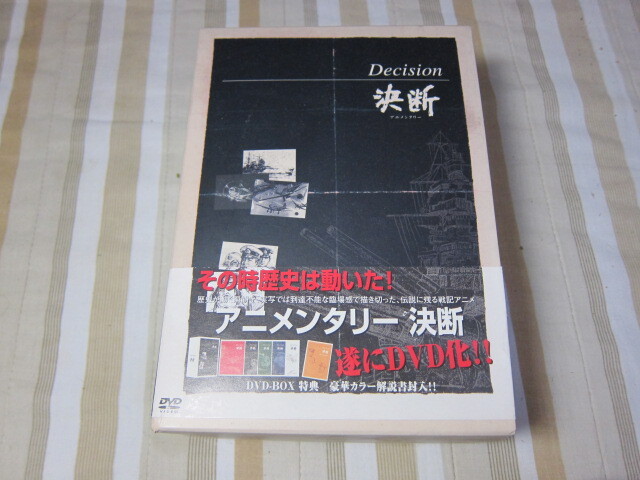 Decision
決断
アニメンタリー
その時歴史は動いた!
写では到達不能な臨場感で描き切った、伝説に残る戦記アニメ
アニメンタリー 決断
遂にDVD化!!
DVD-BOX 特典 豪華カラー解説書封入!!
DVD